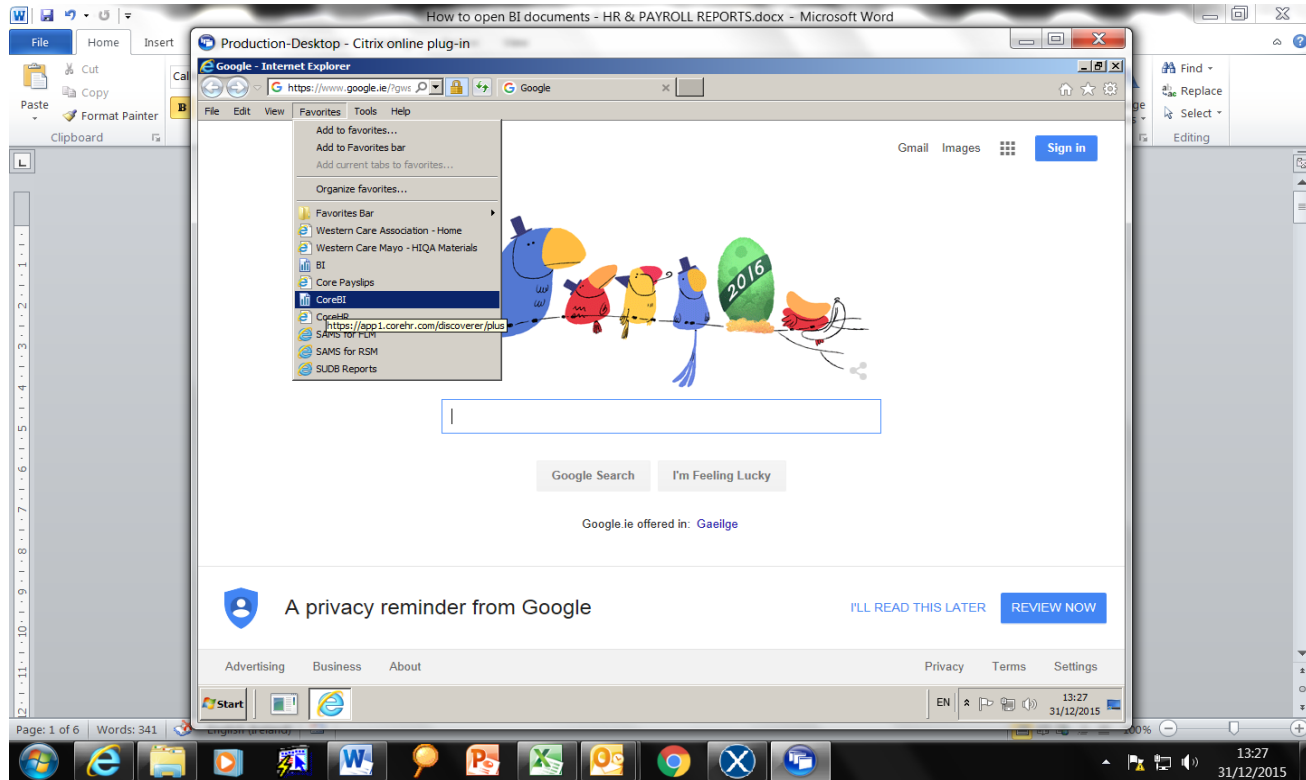 How to open BI documents - HR & PAYROLL REPORTS.docx - Microsoft Word
File
Home
Insert
Cut
Copy
Format Painter
Paste
Clipboard
Cal
B
Find
Replace
Select
Editing
Production-Desktop - Citrix online plug-in
Google - Internet Explorer
https://www.google.ie/?gws
Google
File Edit View Favorites Tools Help
Add to favorites...
Add to Favorites bar
Add current tabs to favorites...
Organize favorites...
Favorites Bar
Western Care Association - Home
Western Care Mayo - HIQA Materials
BI
Core Payslips
CoreBI
CoreHR
https://app1.corehr.com/discoverer/plus
SAMS for FLM
SAMS for RSM
SUDB Reports
Gmail Images
Sign in
2016
Google Search
I'm Feeling Lucky
Google.ie offered in: Gaeilge
A privacy reminder from Google
I'LL READ THIS LATER
REVIEW NOW
Advertising Business About
Privacy Terms Settings
Start
EN
13:27
31/12/2015
Page: 1 of 6
Words: 341
English (Ireland)
100%
13:27
31/12/2015